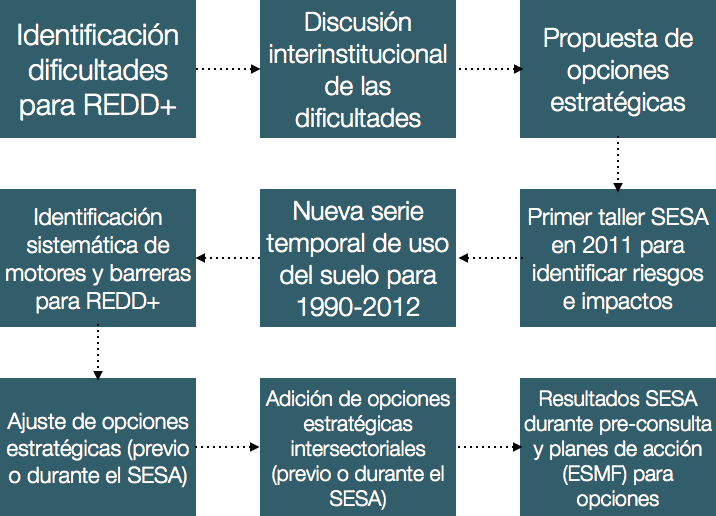 Identificación
dificultades
para REDD+
Discusión
interinstitucional
de las
dificultades
Propuesta de
opciones
estratégicas
Primer taller SESA
en 2011 para
identificar riesgos
e impactos
Nueva serie
temporal de uso
del suelo para
1990-2012
Identificación
sistemática de
motores y barreras
para REDD+
Ajuste de opciones
estratégicas (previo
o durante el SESA)
Adición de opciones
estratégicas
intersectoriales
(previo o durante el
SESA)
Resultados SESA
durante pre-consulta
y planes de acción
(ESMF) para
opciones